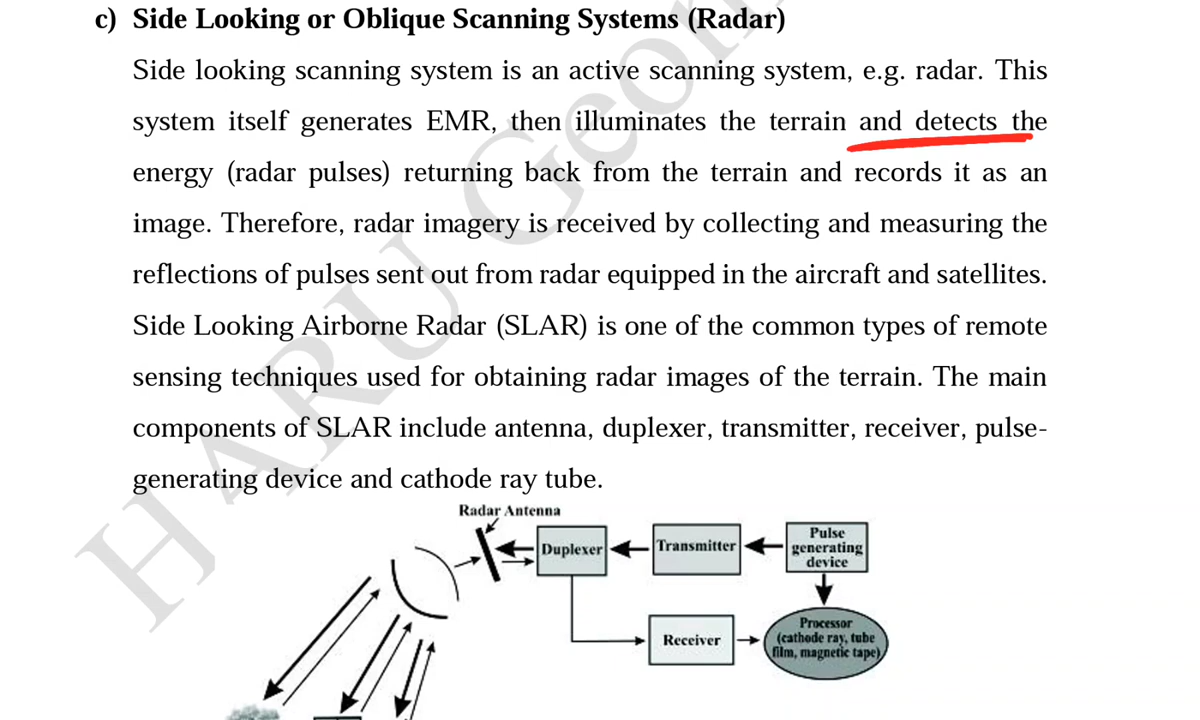 c) Side Looking or Oblique Scanning Systems (Radar)
Side looking scanning system is an active scanning system, e.g. radar. This
system itself generates EMR, then illuminates the terrain and detects the
energy (radar pulses) returning back from the terrain and records it as an
image. Therefore, radar imagery is received by collecting and measuring the
reflections of pulses sent out from radar equipped in the aircraft and satellites.
Side Looking Airborne Radar (SLAR) is one of the common types of remote
sensing techniques used for obtaining radar images of the terrain. The main
components of SLAR include antenna, duplexer, transmitter, receiver, pulse-
generating device and cathode ray tube.
Radar Antenna
Duplexer
Transmitter
Pulse
generating
device
Receiver
Processor
(cathode ray, tube
film, magnetic tape)
HARU Geom